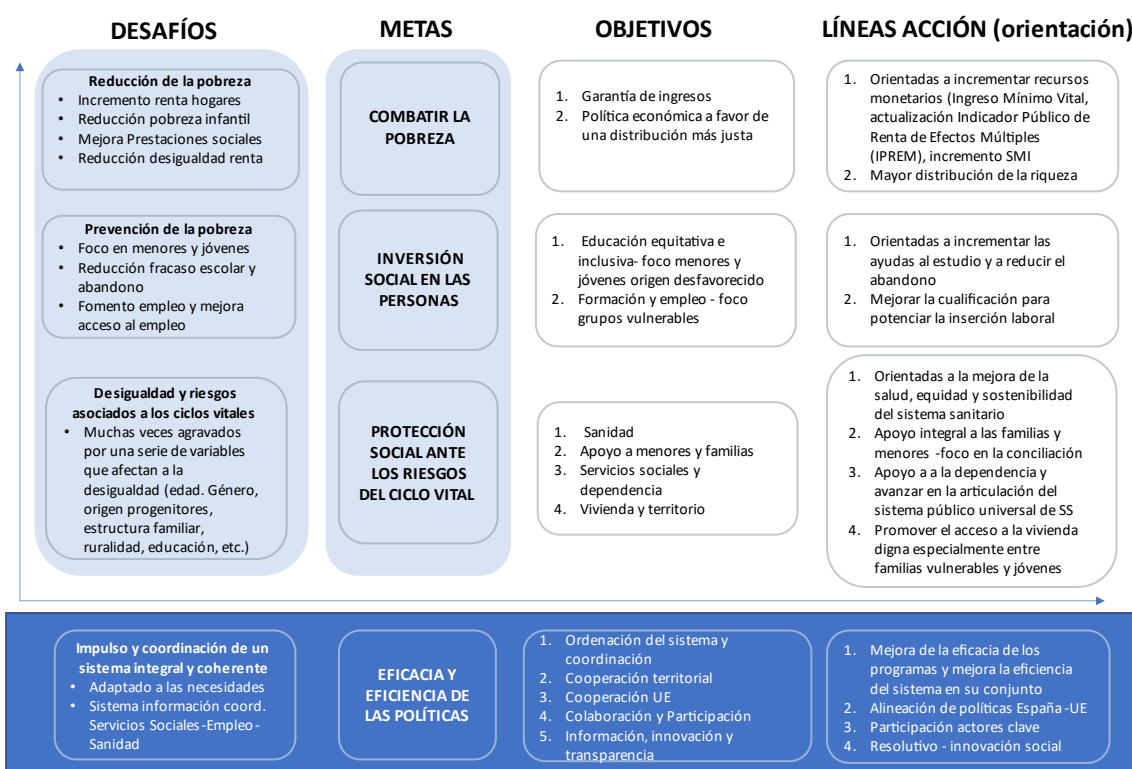 DESAFÍOS
METAS
OBJETIVOS
LÍNEAS ACCIÓN (orientación)
Reducción de la pobreza
• Incremento renta hogares
• Reducción pobreza infantil
• Mejora Prestaciones sociales
• Reducción desigualdad renta
COMBATIR LA
POBREZA
1. Garantía de ingresos
2. Política económica a favor de
una distribución más justa
1. Orientadas a incrementar recursos
monetarios (Ingreso Mínimo Vital,
actualización Indicador Público de
Renta de Efectos Múltiples
(IPREM), incremento SMI
2. Mayor distribución de la riqueza
Prevención de la pobreza
• Foco en menores y jóvenes
• Reducción fracaso escolar y
abandono
• Fomento empleo y mejora
acceso al empleo
INVERSIÓN
SOCIAL EN LAS
PERSONAS
1. Educación equitativa e
inclusiva- foco menores y
jóvenes origen desfavorecido
2. Formación y empleo - foco
grupos vulnerables
1. Orientadas a incrementar las
ayudas al estudio y a reducir el
abandono
2. Mejorar la cualificación para
potenciar la inserción laboral
Desigualdad y riesgos
asociados a los ciclos vitales
• Muchas veces agravados
por una serie de variables
que afectan a la
desigualdad (edad. Género,
origen progenitores,
estructura familiar,
ruralidad, educación, etc.)
PROTECCIÓN
SOCIAL ANTE
LOS RIESGOS
DEL CICLO VITAL
1. Sanidad
2. Apoyo a menores y familias
3. Servicios sociales y
dependencia
4. Vivienda y territorio
1. Orientadas a la mejora de la
salud, equidad y sostenibilidad
del sistema sanitario
2. Apoyo integral a las familias y
menores -foco en la conciliación
3. Apoyo a a la dependencia y
avanzar en la articulación del
sistema público universal de SS
4. Promover el acceso a la vivienda
digna especialmente entre
familias vulnerables y jóvenes
Impulso y coordinación de un
sistema integral y coherente
• Adaptado a las necesidades
• Sistema información coord.
Servicios Sociales -Empleo -
Sanidad
EFICACIA Y
EFICIENCIA DE
LAS POLÍTICAS
1. Ordenación del sistema y
coordinación
2. Cooperación territorial
3. Cooperación UE
4. Colaboración y Participación
5. Información, innovación y
transparencia
1. Mejora de la eficacia de los
programas y mejora la eficiencia
del sistema en su conjunto
2. Alineación de políticas España -UE
3. Participación actores clave
4. Resolutivo - innovación social